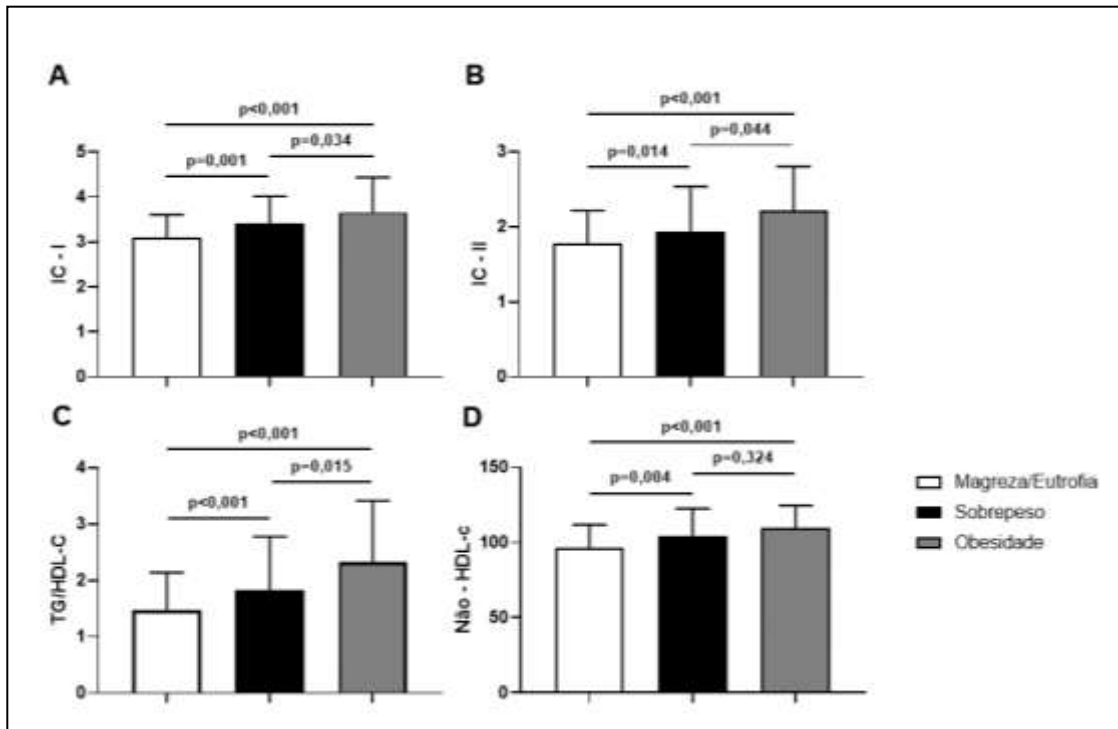 A
p<0,001
p=0,034
p=0,001
5
4
3
2
1
0
IC - I
B
p<0,001
p=0,044
p=0,014
3
2
1
0
IC - II
C
p<0,001
p=0,015
p<0,001
4
3
2
1
0
TG/HDL-C
D
p<0,001
p=0,324
p=0,004
150
100
50
0
Não - HDL-c
Magreza/Eutrofia
Sobrepeso
Obesidade